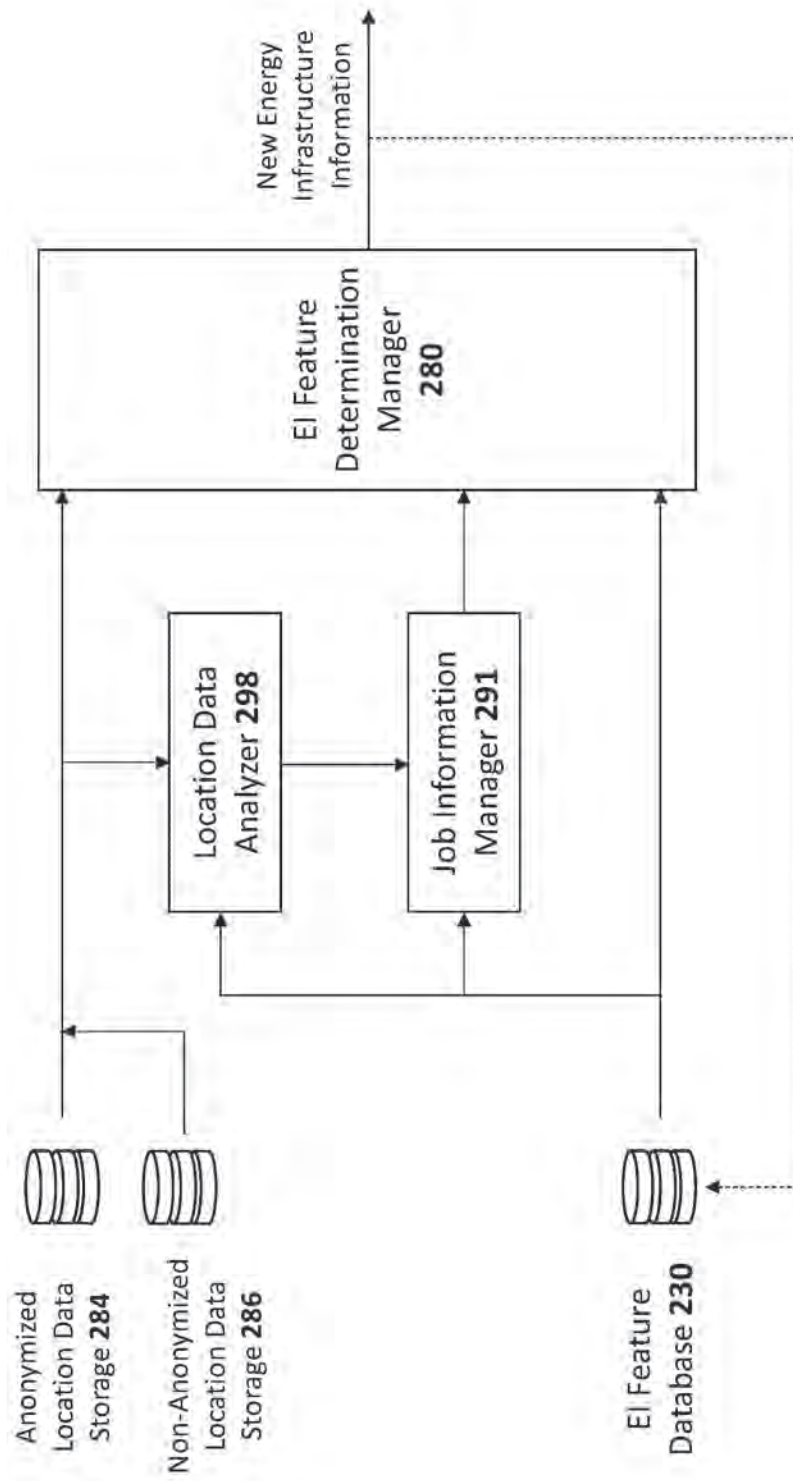 Anonymized
Location Data
Storage 284
Non-Anonymized
Location Data
Storage 286
EI Feature
Database 230
Location Data
Analyzer 298
Job Information
Manager 291
EI Feature
Determination
Manager
280
New Energy
Infrastructure
Information